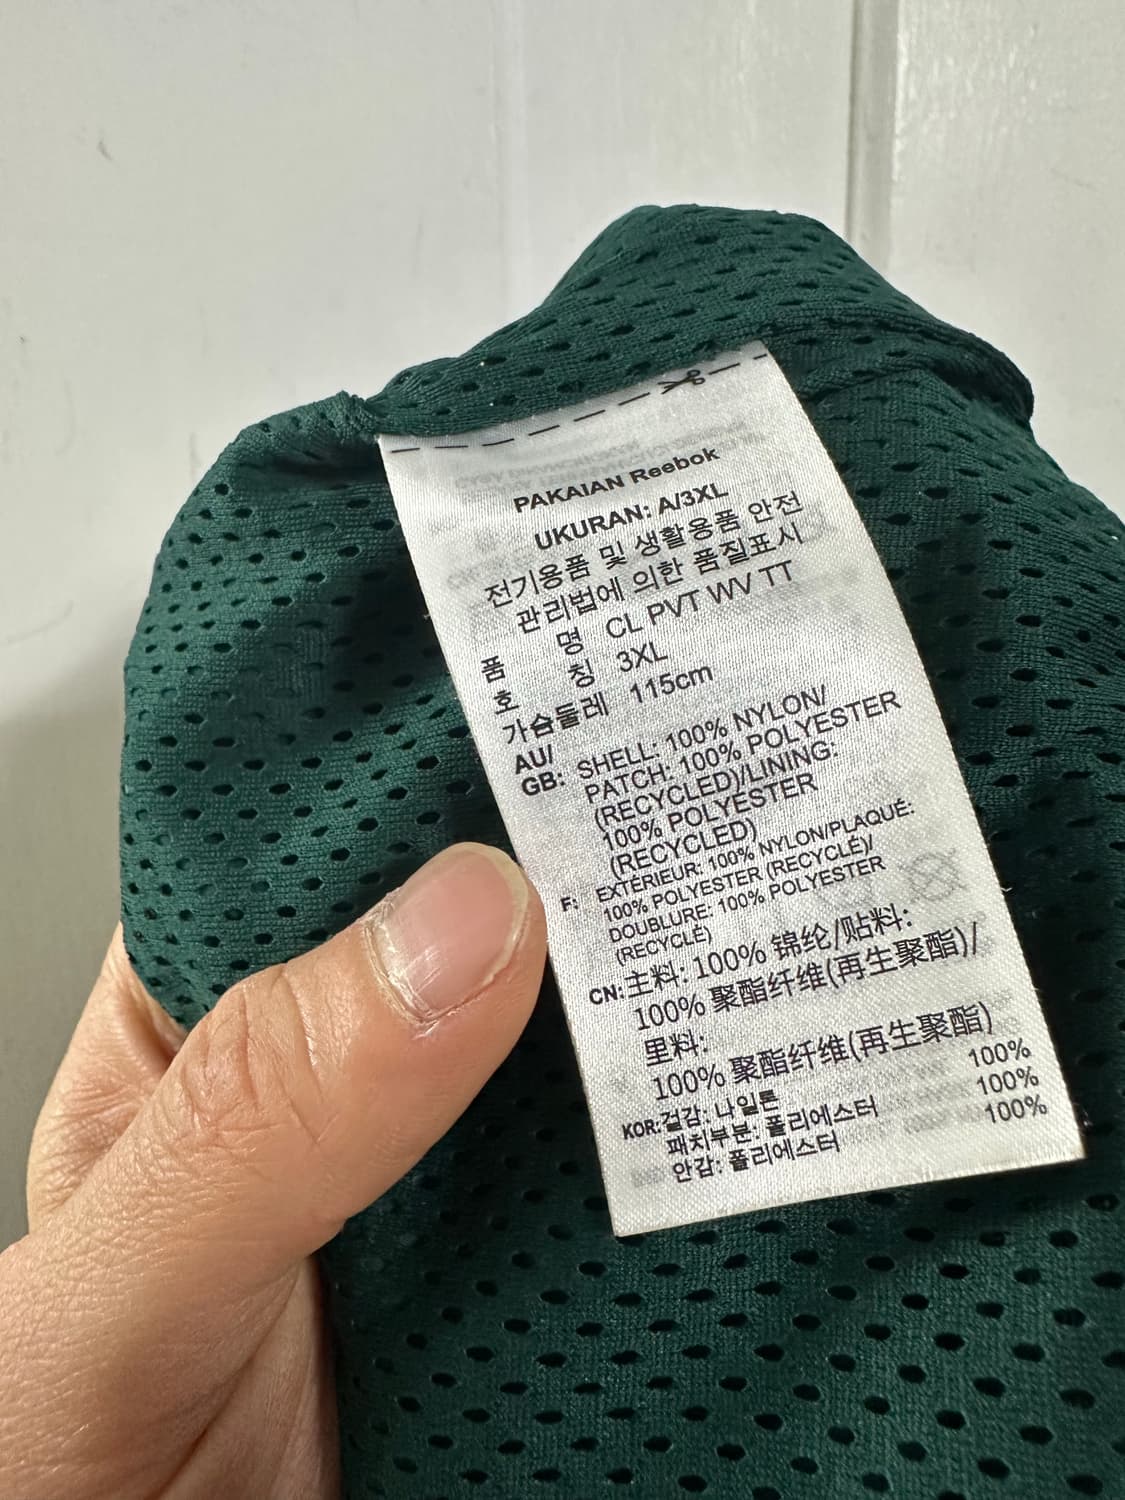 PAKAIAN Reebok
UKURAN: A/3XL
전기용품 및 생활용품 안전
관리법에 의한 품질표시
품 명 CL PVT WV TT
호 칭 3XL
가슴둘레 115cm
AU/
GB: SHELL: 100% NYLON/
PATCH: 100% POLYESTER
(RECYCLED)/LINING:
100% POLYESTER
(RECYCLED)
F: EXTÉRIEUR: 100% NYLON/PLAQUÉ:
100% POLYESTER (RECYCLÉ)/
DOUBLURE: 100% POLYESTER
(RECYCLÉ)
CN: 主料: 100% 锦纶/贴料:
100% 聚酯纤维(再生聚酯)/
里料:
100% 聚酯纤维(再生聚酯)
KOR: 겉감: 나일론 100%
패치부분: 폴리에스터 100%
안감: 폴리에스터 100%